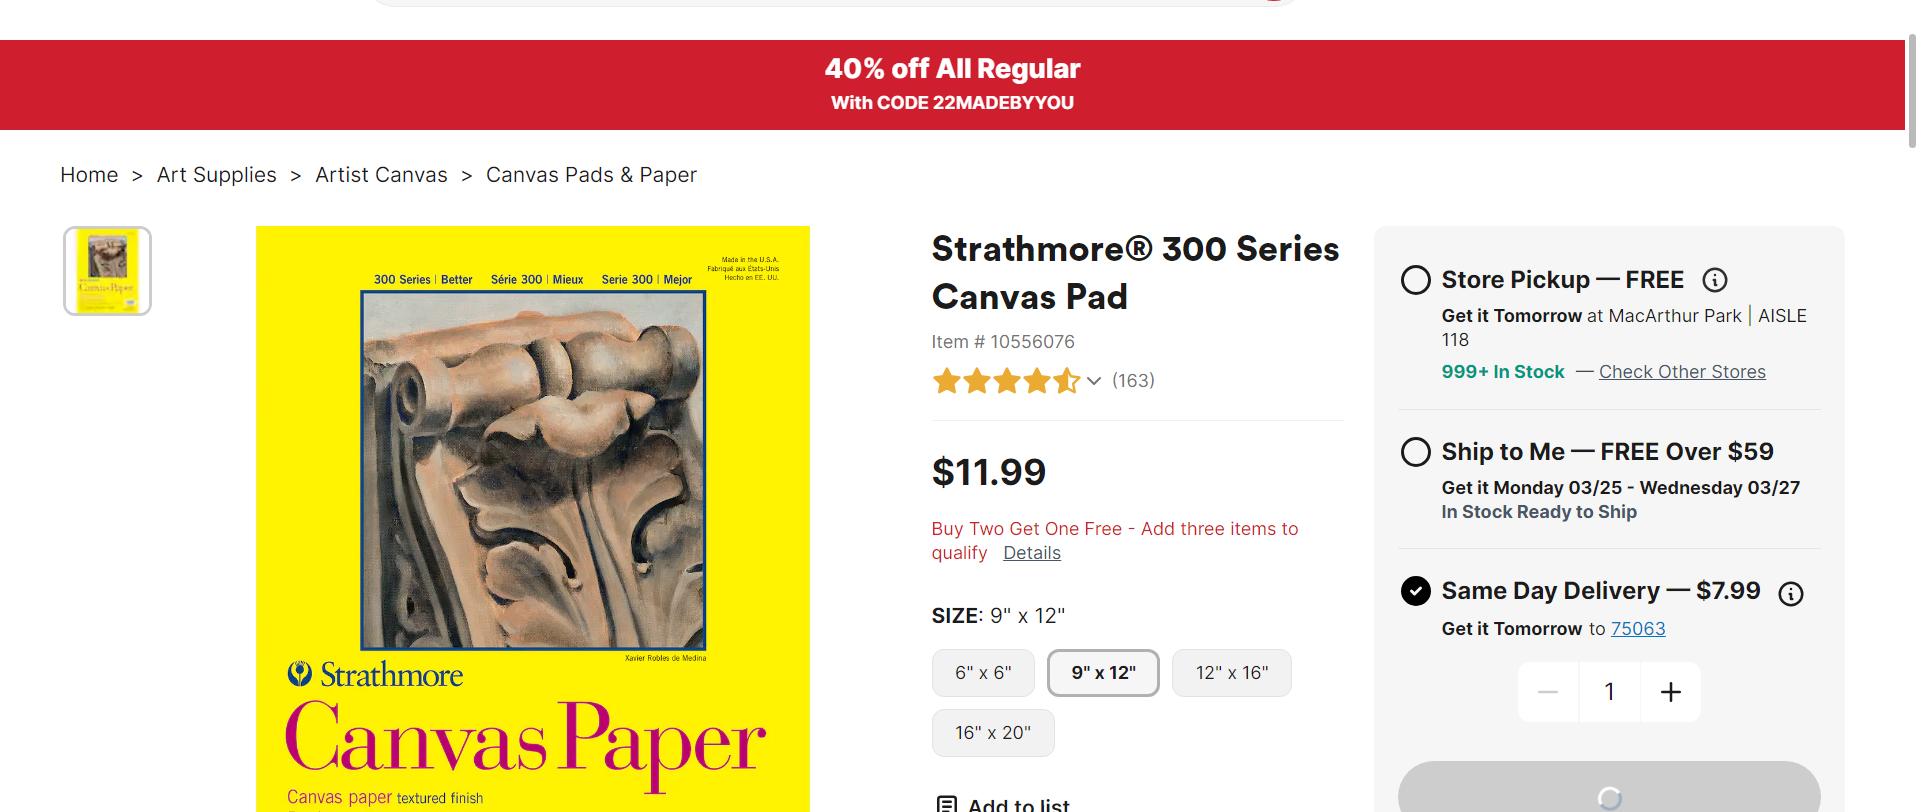 40% off All Regular
With CODE 22MADEBYYOU
Home > Art Supplies > Artist Canvas > Canvas Pads & Paper
Made in the U.S.A.
Fabriqué aux États-Unis
Hecho en EE. UU.
300 Series | Better Série 300 | Mieux Serie 300 | Mejor
Xavier Robles de Medina
Strathmore
Canvas Paper
Canvas paper textured finish
Strathmore® 300 Series
Canvas Pad
Item # 10556076
(163)
$11.99
Buy Two Get One Free - Add three items to
qualify Details
SIZE: 9" x 12"
6" x 6" 9" x 12" 12" x 16"
16" x 20"
Add to list
Store Pickup — FREE
Get it Tomorrow at MacArthur Park | AISLE
118
999+ In Stock — Check Other Stores
Ship to Me — FREE Over $59
Get it Monday 03/25 - Wednesday 03/27
In Stock Ready to Ship
Same Day Delivery — $7.99
Get it Tomorrow to 75063
1